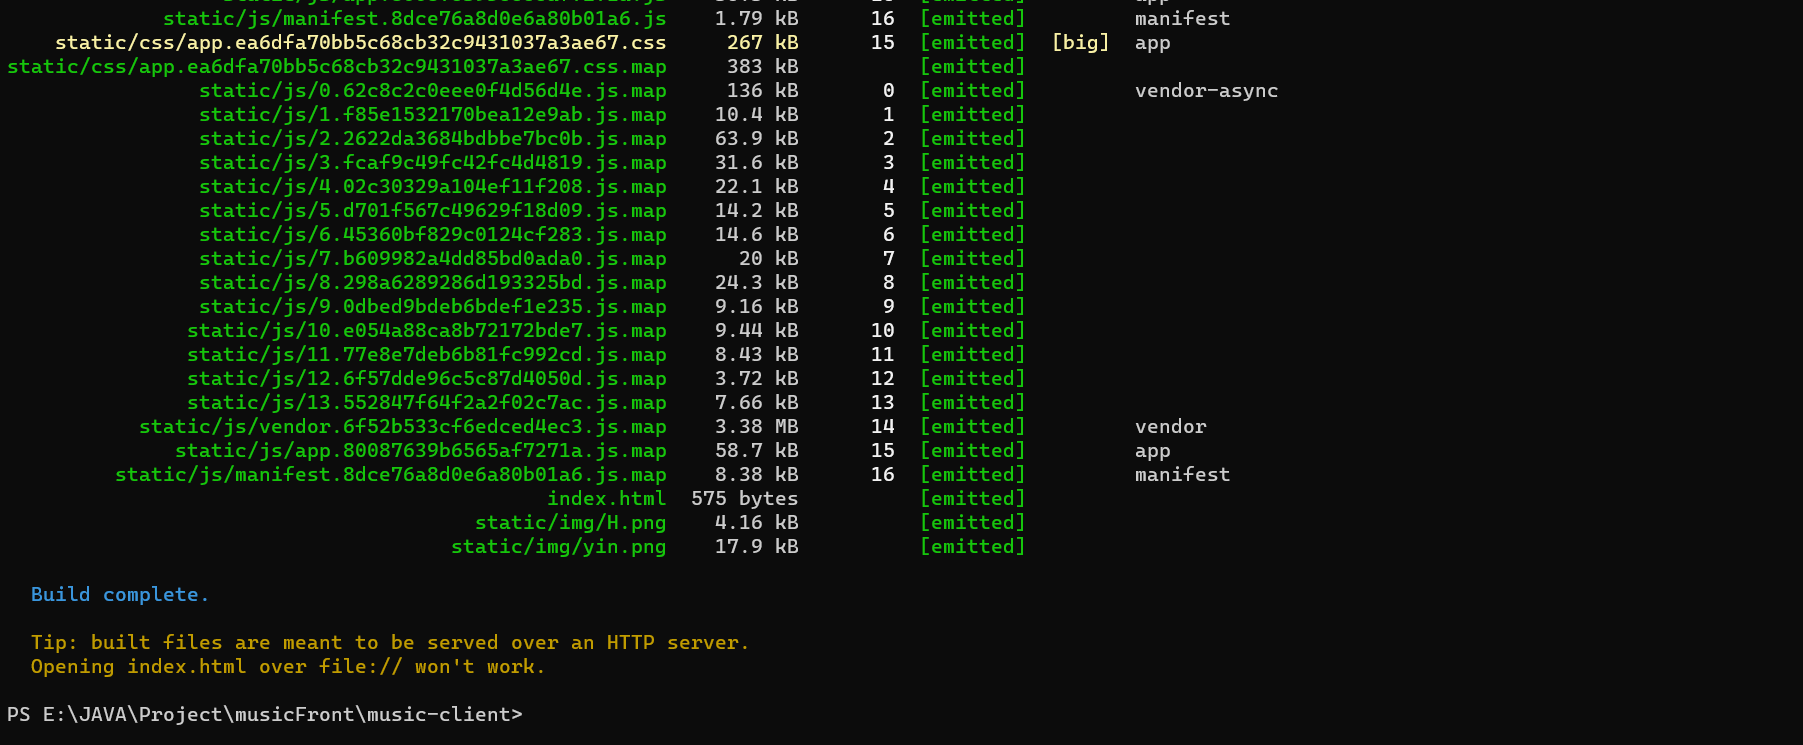 static/js/manifest.8dce76a8d0e6a80b01a6.js 1.79 kB 16 [emitted] manifest
static/css/app.ea6dfa70bb5c68cb32c9431037a3ae67.css 267 kB 15 [emitted] [big] app
static/css/app.ea6dfa70bb5c68cb32c9431037a3ae67.css.map 383 kB [emitted]
static/js/0.62c8c2c0eee0f4d56d4e.js.map 136 kB 0 [emitted] vendor-async
static/js/1.f85e1532170bea12e9ab.js.map 10.4 kB 1 [emitted]
static/js/2.2622da3684bdbbe7bc0b.js.map 63.9 kB 2 [emitted]
static/js/3.fcaf9c49fc42fc4d4819.js.map 31.6 kB 3 [emitted]
static/js/4.02c30329a104ef11f208.js.map 22.1 kB 4 [emitted]
static/js/5.d701f567c49629f18d09.js.map 14.2 kB 5 [emitted]
static/js/6.45360bf829c0124cf283.js.map 14.6 kB 6 [emitted]
static/js/7.b609982a4dd85bd0ada0.js.map 20 kB 7 [emitted]
static/js/8.298a6289286d193325bd.js.map 24.3 kB 8 [emitted]
static/js/9.0dbed9bdeb6bdef1e235.js.map 9.16 kB 9 [emitted]
static/js/10.e054a88ca8b72172bde7.js.map 9.44 kB 10 [emitted]
static/js/11.77e8e7deb6b81fc992cd.js.map 8.43 kB 11 [emitted]
static/js/12.6f57dde96c5c87d4050d.js.map 3.72 kB 12 [emitted]
static/js/13.552847f64f2a2f02c7ac.js.map 7.66 kB 13 [emitted]
static/js/vendor.6f52b533cf6edced4ec3.js.map 3.38 MB 14 [emitted] vendor
static/js/app.80087639b6565af7271a.js.map 58.7 kB 15 [emitted] app
static/js/manifest.8dce76a8d0e6a80b01a6.js.map 8.38 kB 16 [emitted] manifest
index.html 575 bytes [emitted]
static/img/H.png 4.16 kB [emitted]
static/img/yin.png 17.9 kB [emitted]
Build complete.
Tip: built files are meant to be served over an HTTP server.
Opening index.html over file:// won't work.
PS E:\JAVA\Project\musicFront\music-client>